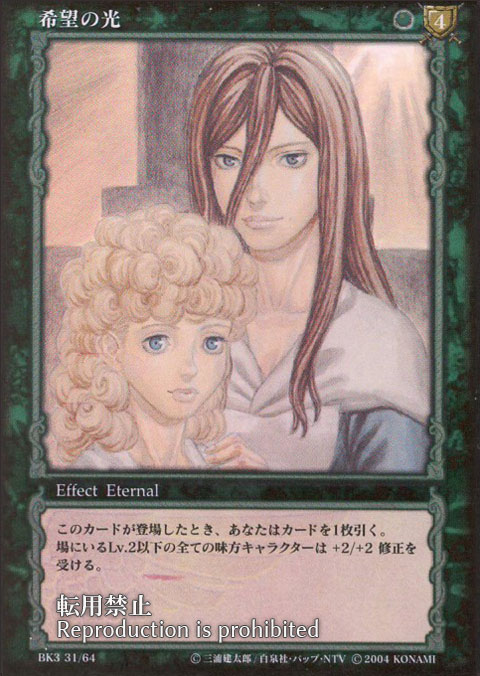 希望の光
4
Effect Eternal
このカードが登場したとき、あなたはカードを1枚引く。
場にいるLv.2以下の全ての味方キャラクターは +2/+2 修正を
受ける。
転用禁止
Reproduction is prohibited
BK3 31/64 © 三浦建太郎/白泉社・バップ・NTV © 2004 KONAMI